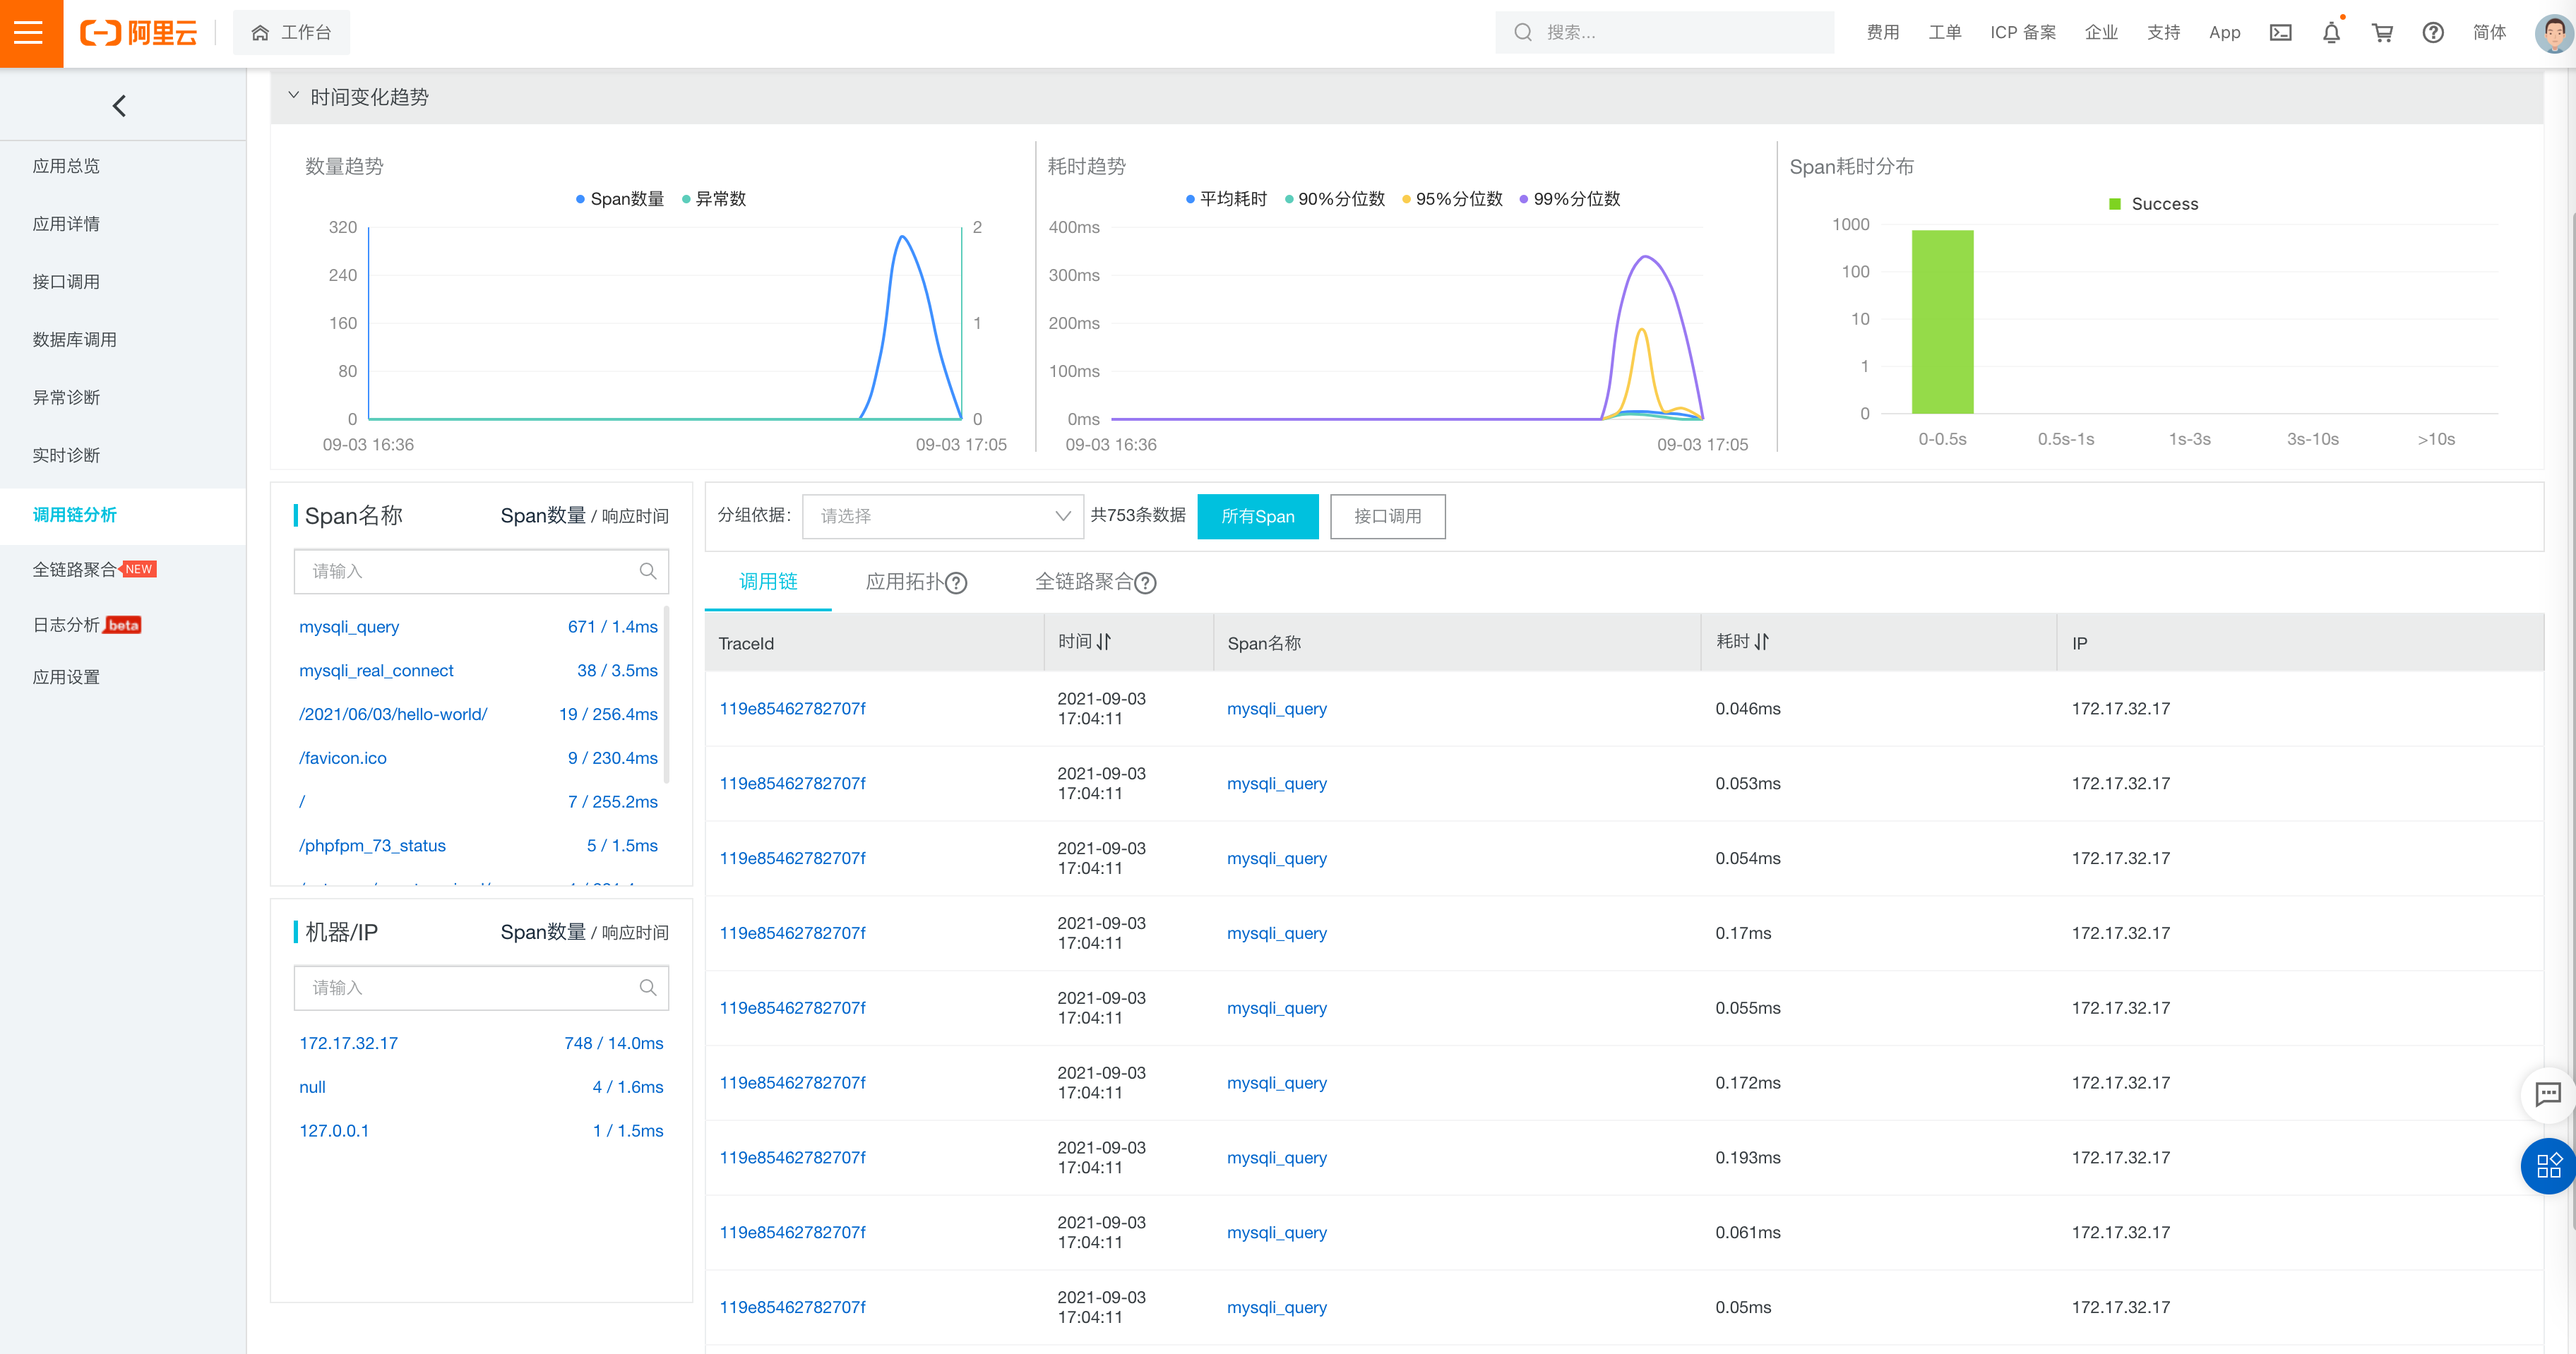 阿里云
工作台
搜索...
费用 工单 ICP 备案 企业 支持 App 简体
时间变化趋势
应用总览
应用详情
接口调用
数据库调用
异常诊断
实时诊断
调用链分析
全链路聚合 NEW
日志分析 beta
应用设置
数量趋势
Span数量 异常数
320
240
160
80
0
2
1
0
09-03 16:36
09-03 17:05
耗时趋势
平均耗时 90%分位数 95%分位数 99%分位数
400ms
300ms
200ms
100ms
0ms
09-03 16:36
09-03 17:05
Span耗时分布
Success
1000
100
10
1
0
0-0.5s 0.5s-1s 1s-3s 3s-10s >10s
Span名称 Span数量 / 响应时间
请输入
mysqli_query 671 / 1.4ms
mysqli_real_connect 38 / 3.5ms
/2021/06/03/hello-world/ 19 / 256.4ms
/favicon.ico 9 / 230.4ms
/ 7 / 255.2ms
/phpfpm_73_status 5 / 1.5ms
机器/IP Span数量 / 响应时间
请输入
172.17.32.17 748 / 14.0ms
null 4 / 1.6ms
127.0.0.1 1 / 1.5ms
分组依据: 请选择 共753条数据 所有Span 接口调用
调用链 应用拓扑 全链路聚合
TraceId 时间 Span名称 耗时 IP
119e85462782707f 2021-09-03 17:04:11 mysqli_query 0.046ms 172.17.32.17
119e85462782707f 2021-09-03 17:04:11 mysqli_query 0.053ms 172.17.32.17
119e85462782707f 2021-09-03 17:04:11 mysqli_query 0.054ms 172.17.32.17
119e85462782707f 2021-09-03 17:04:11 mysqli_query 0.17ms 172.17.32.17
119e85462782707f 2021-09-03 17:04:11 mysqli_query 0.055ms 172.17.32.17
119e85462782707f 2021-09-03 17:04:11 mysqli_query 0.172ms 172.17.32.17
119e85462782707f 2021-09-03 17:04:11 mysqli_query 0.193ms 172.17.32.17
119e85462782707f 2021-09-03 17:04:11 mysqli_query 0.061ms 172.17.32.17
119e85462782707f 2021-09-03 17:04:11 mysqli_query 0.05ms 172.17.32.17